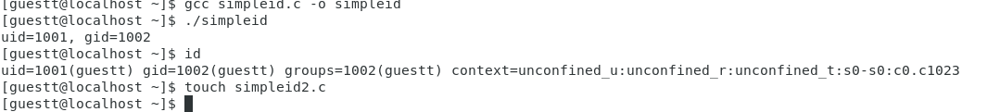 [guestt@localhost ~]$ gcc simpleid.c -o simpleid
[guestt@localhost ~]$ ./simpleid
uid=1001, gid=1002
[guestt@localhost ~]$ id
uid=1001(guestt) gid=1002(guestt) groups=1002(guestt) context=unconfined_u:unconfined_r:unconfined_t:s0-s0:c0.c1023
[guestt@localhost ~]$ touch simpleid2.c
[guestt@localhost ~]$